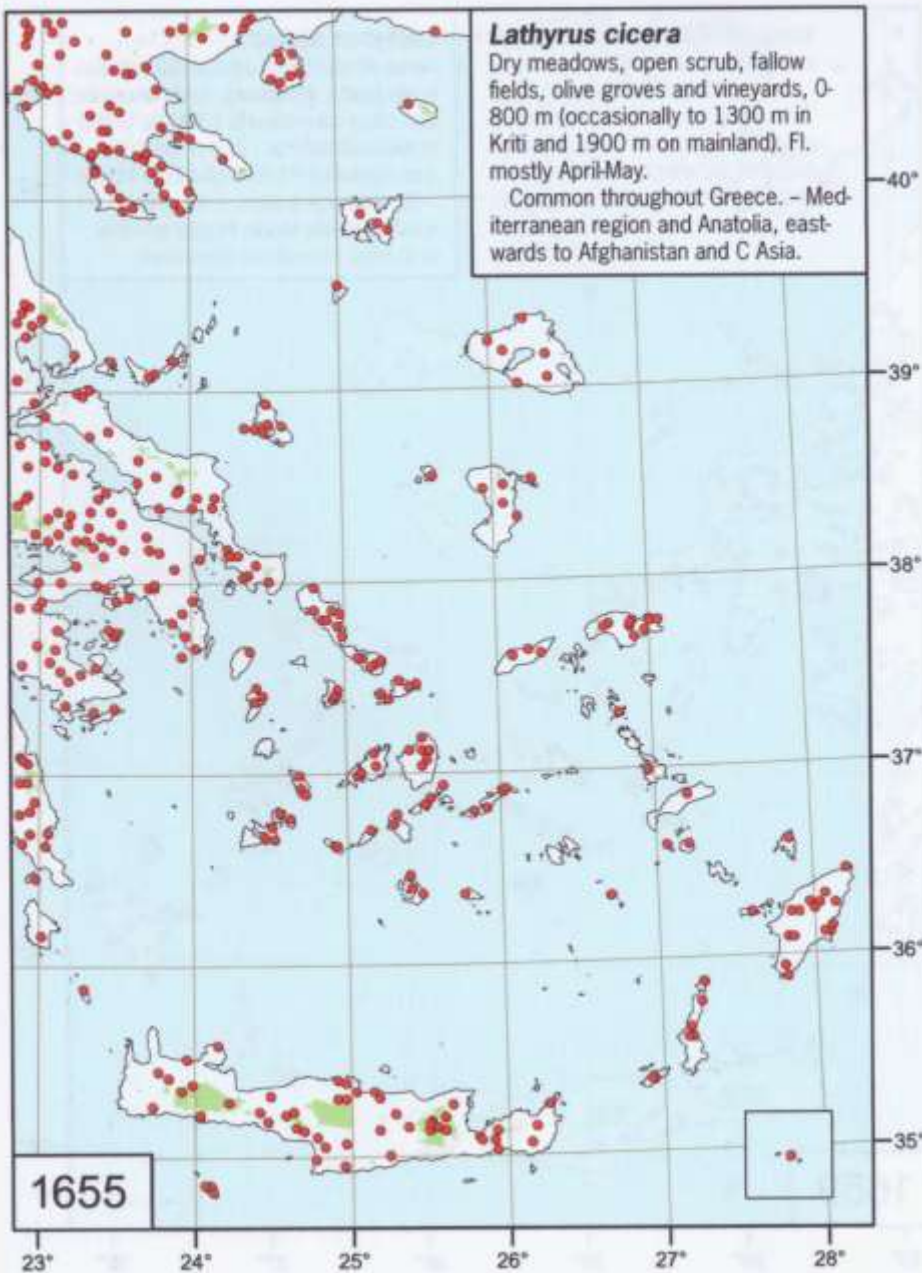 Lathyrus cicera
Dry meadows, open scrub, fallow
fields, olive groves and vineyards, 0-
800 m (occasionally to 1300 m in
Kriti and 1900 m on mainland). Fl.
mostly April-May.
Common throughout Greece. – Med-
iterranean region and Anatolia, east-
wards to Afghanistan and C Asia.
40°
39°
38°
37°
36°
35°
1655
23°
24°
25°
26°
27°
28°